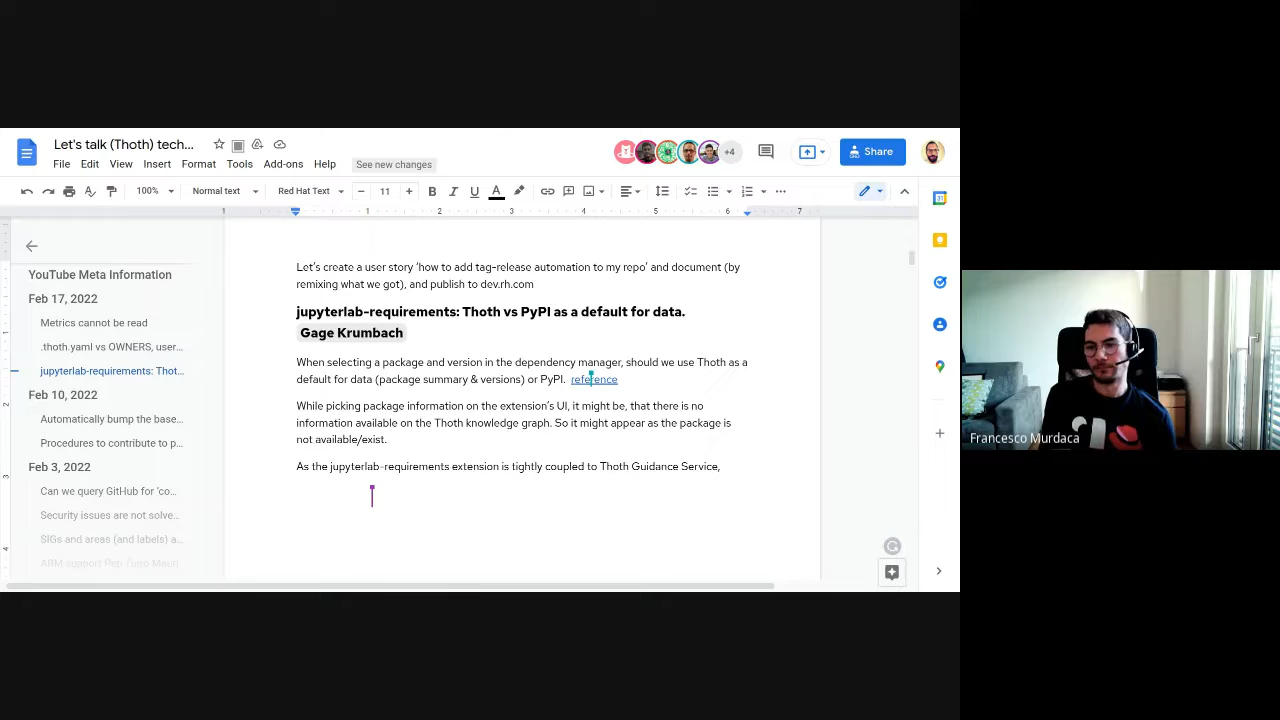 Let's talk (Thoth) tech...
File Edit View Insert Format Tools Add-ons Help See new changes
+4
Share
100% Normal text Red Hat Text 11 B I U A
1 1 2 3 4 5 6 7
YouTube Meta Information
Feb 17, 2022
Metrics cannot be read
.thoth.yaml vs OWNERS, user...
jupyterlab-requirements: Thot...
Feb 10, 2022
Automatically bump the base...
Procedures to contribute to p...
Feb 3, 2022
Can we query GitHub for 'co...
Security issues are not solve...
SIGs and areas (and labels) a...
Let's create a user story 'how to add tag-release automation to my repo' and document (by
remixing what we got), and publish to dev.rh.com
jupyterlab-requirements: Thoth vs PyPI as a default for data.
Gage Krumbach
When selecting a package and version in the dependency manager, should we use Thoth as a
default for data (package summary & versions) or PyPI. reference
While picking package information on the extension's UI, it might be, that there is no
information available on the Thoth knowledge graph. So it might appear as the package is
not available/exist.
As the jupyterlab-requirements extension is tightly coupled to Thoth Guidance Service,
Francesco Murdaca